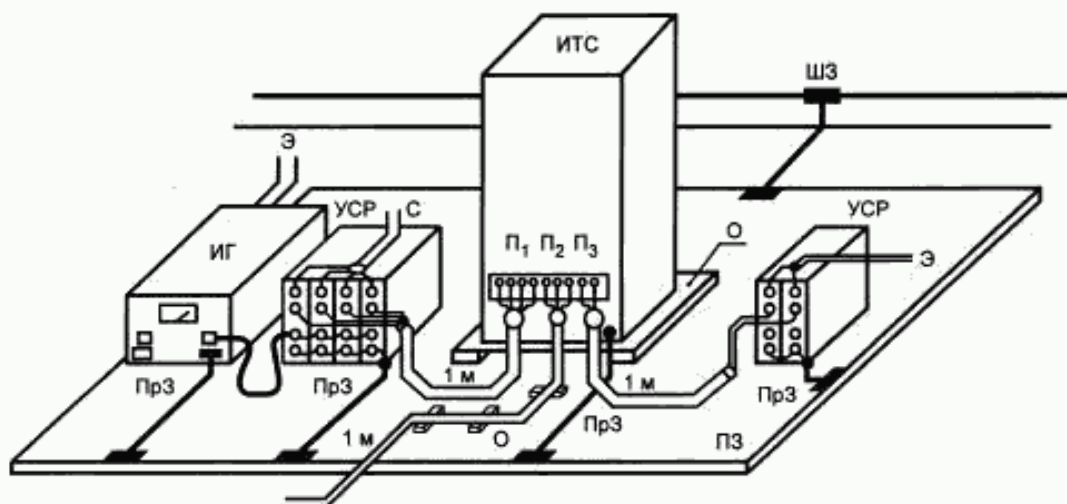 ИТС
ШЗ
Э
УСР
С
УСР
ИГ
П1 П2 П3
О
Э
ПрЗ
ПрЗ
1 м
1 м
ПрЗ
ПрЗ
1 м
О
ПЗ